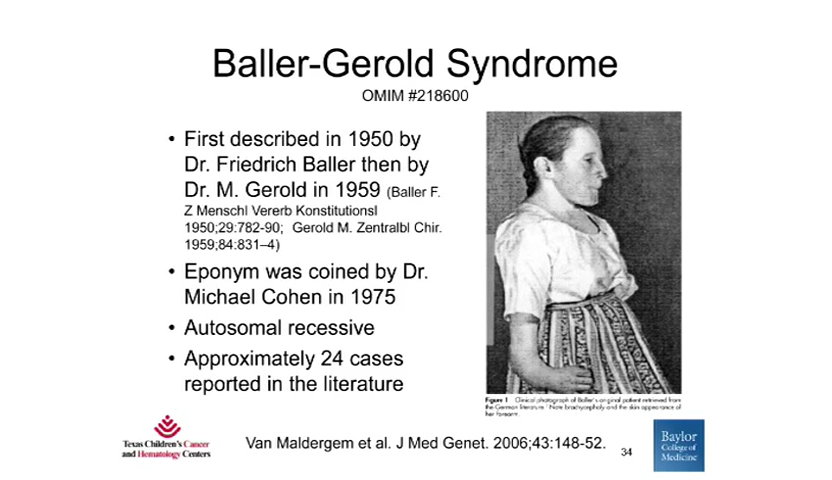 Baller-Gerold Syndrome
OMIM #218600
• First described in 1950 by
Dr. Friedrich Baller then by
Dr. M. Gerold in 1959 (Baller F.
Z Menschl Vererb Konstitutionsl
1950;29:782-90; Gerold M. Zentralbl Chir.
1959;84:831–4)
• Eponym was coined by Dr.
Michael Cohen in 1975
• Autosomal recessive
• Approximately 24 cases
reported in the literature
Figure 1 Clinical photograph of Baller's original patient retrieved from
the German literature. Note brachycephaly and the skin appearance of
her forearm.
Texas Children's Cancer
and Hematology Centers
Van Maldergem et al. J Med Genet. 2006;43:148-52.
34
Baylor
College of
Medicine